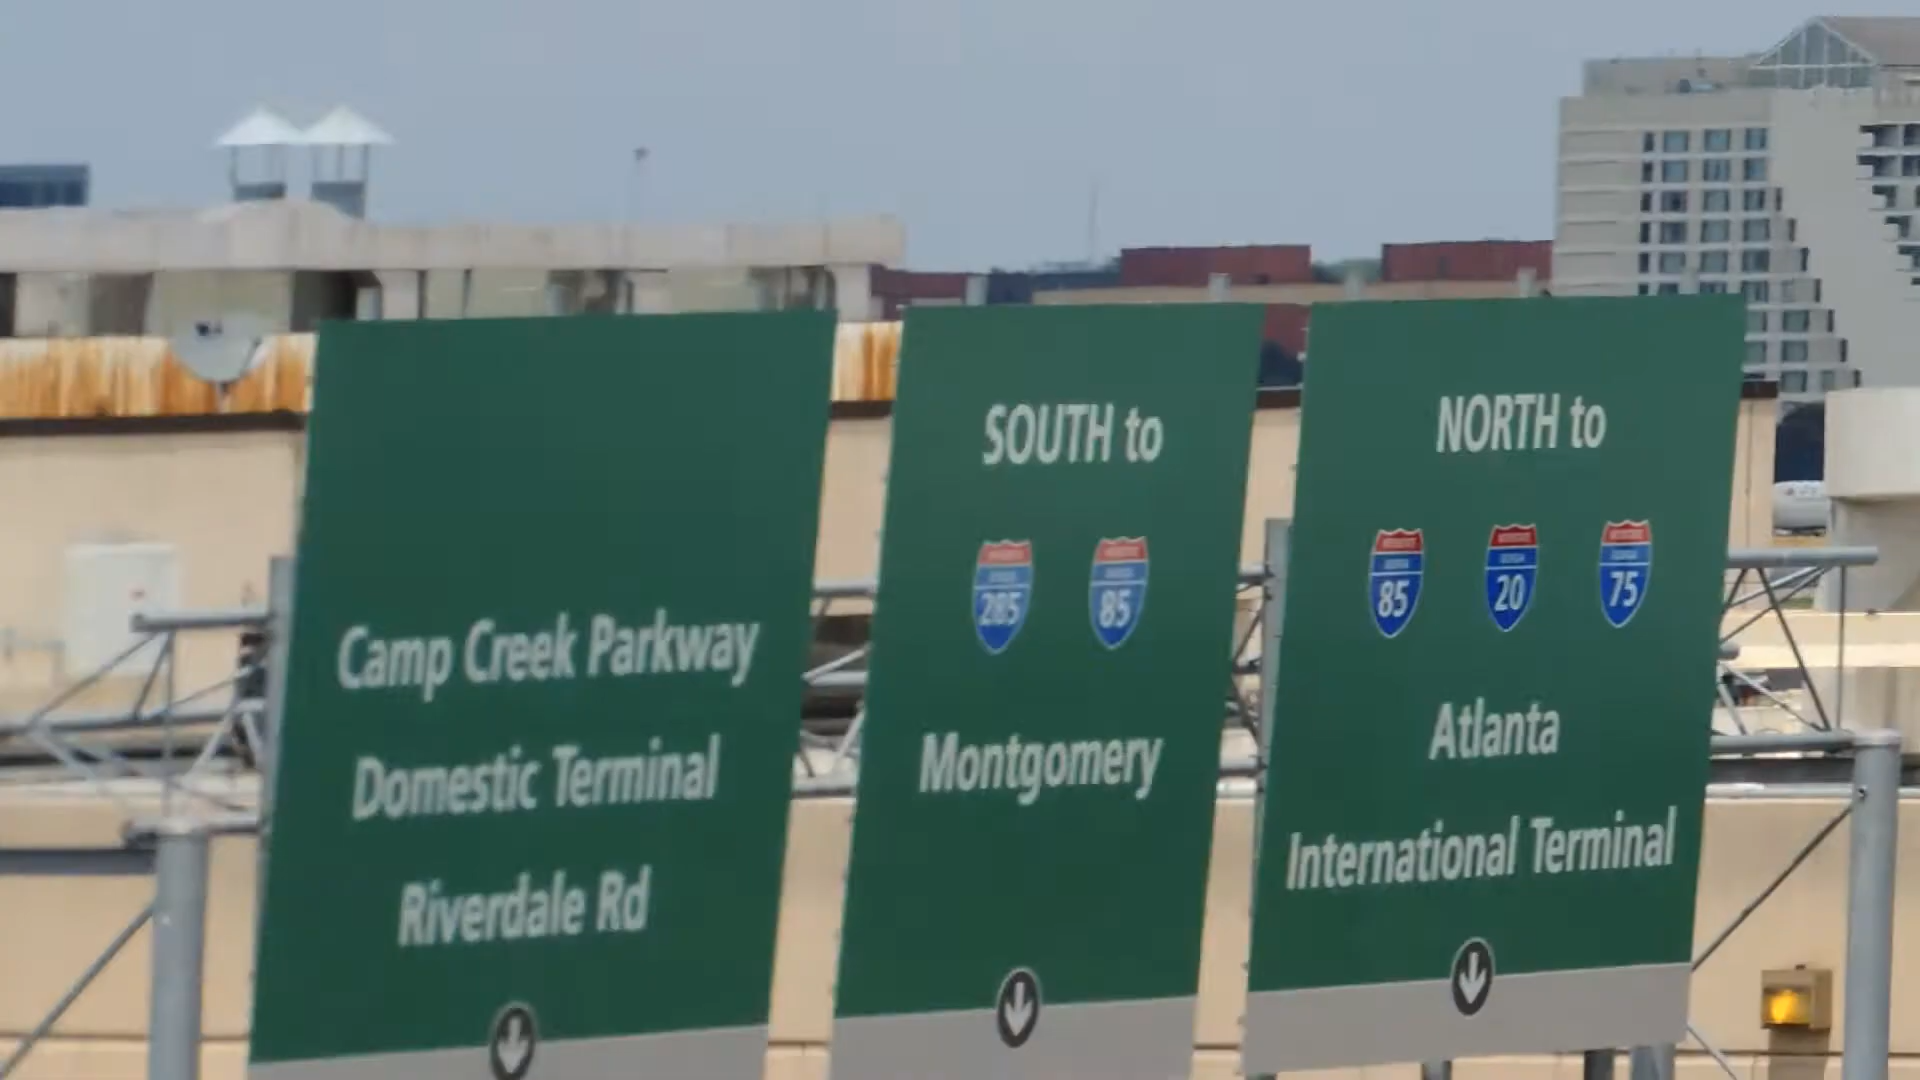 Camp Creek Parkway
Domestic Terminal
Riverdale Rd
SOUTH to
285 85
Montgomery
NORTH to
85 20 75
Atlanta
International Terminal